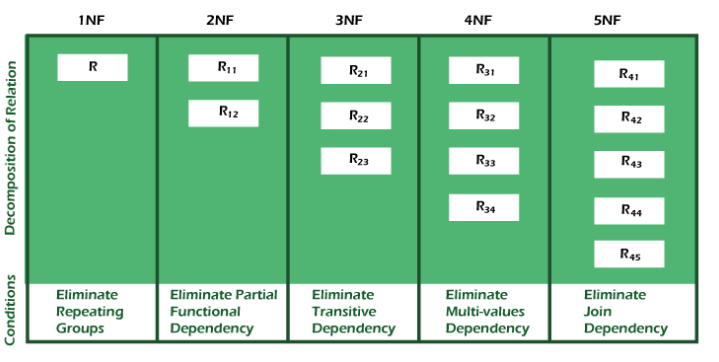 1NF 2NF 3NF 4NF 5NF
Decomposition of Relation
R R₁₁ R₂₁ R₃₁ R₄₁
R₁₂ R₂₂ R₃₂ R₄₂
R₂₃ R₃₃ R₄₃
R₃₄ R₄₄
R₄₅
Conditions
Eliminate
Repeating
Groups
Eliminate Partial
Functional
Dependency
Eliminate
Transitive
Dependency
Eliminate
Multi-values
Dependency
Eliminate
Join
Dependency